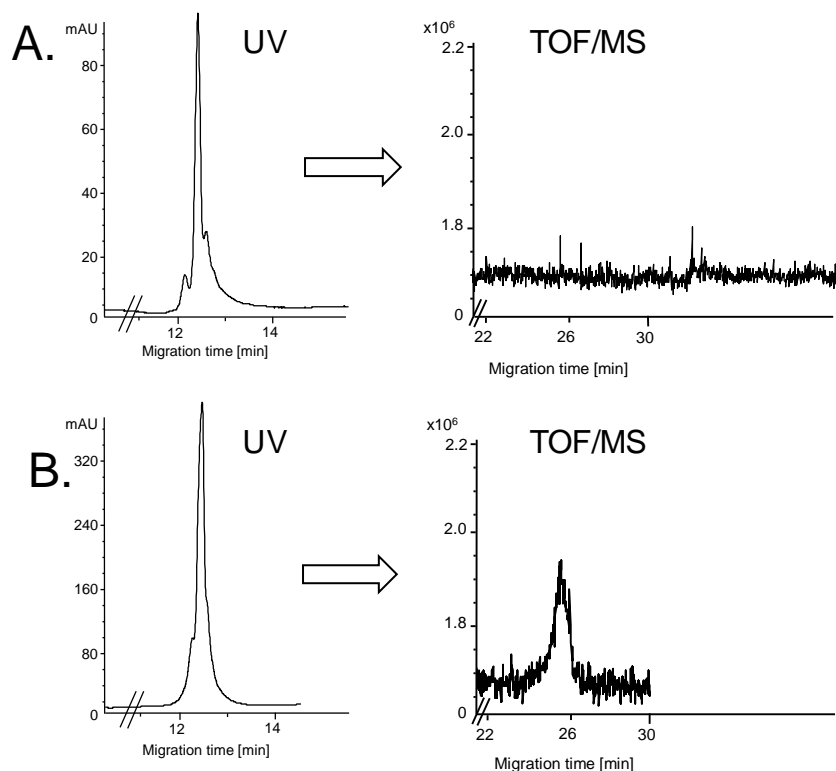 A.
UV
mAU
80
60
40
20
0
12
14
Migration time [min]
TOF/MS
x10⁶
2.2
2.0
1.8
0
22
26
30
Migration time [min]
B.
UV
mAU
320
240
160
80
0
12
14
Migration time [min]
TOF/MS
x10⁶
2.2
2.0
1.8
0
22
26
30
Migration time [min]